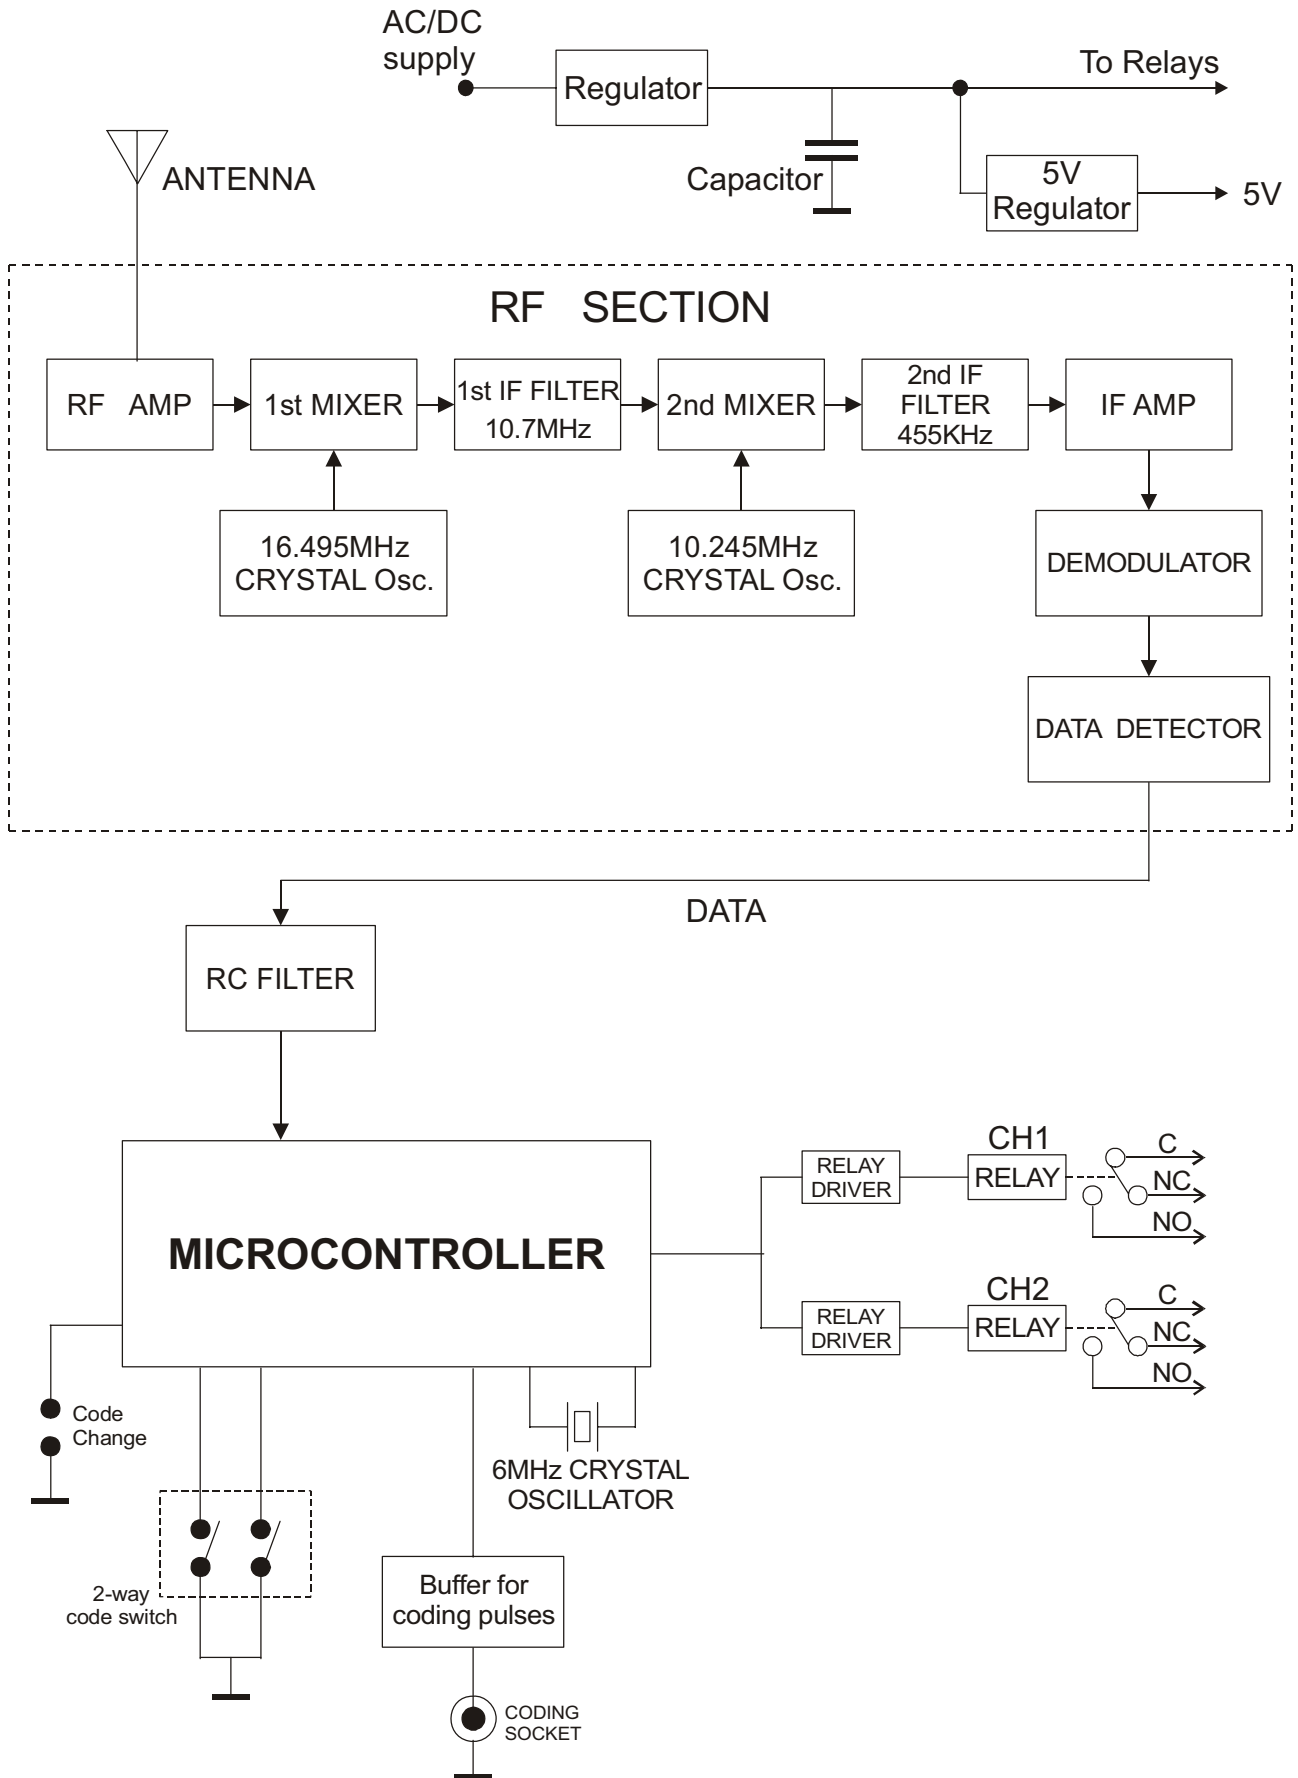 AC/DC
supply
Regulator
To Relays
Capacitor
5V
Regulator
5V
ANTENNA
RF SECTION
RF AMP
1st MIXER
1st IF FILTER
10.7MHz
2nd MIXER
2nd IF
FILTER
455KHz
IF AMP
16.495MHz
CRYSTAL Osc.
10.245MHz
CRYSTAL Osc.
DEMODULATOR
DATA DETECTOR
DATA
RC FILTER
MICROCONTROLLER
RELAY
DRIVER
CH1
RELAY
C
NC
NO
RELAY
DRIVER
CH2
RELAY
C
NC
NO
Code
Change
2-way
code switch
6MHz CRYSTAL
OSCILLATOR
Buffer for
coding pulses
CODING
SOCKET